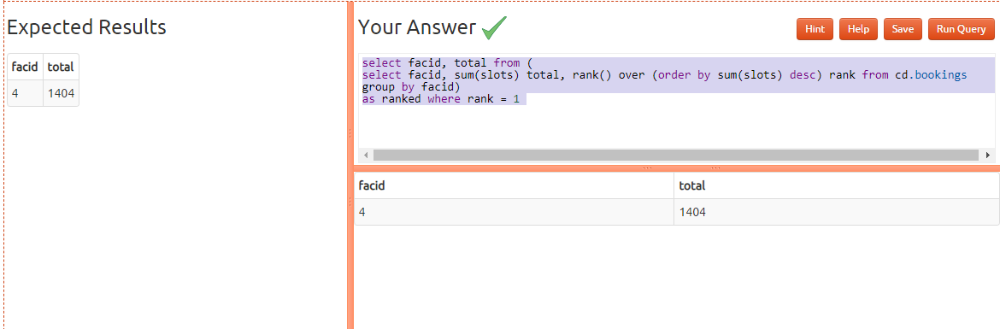 Expected Results
facid total
4 1404
Your Answer
Hint Help Save Run Query
select facid, total from (
select facid, sum(slots) total, rank() over (order by sum(slots) desc) rank from cd.bookings
group by facid)
as ranked where rank = 1
facid total
4 1404